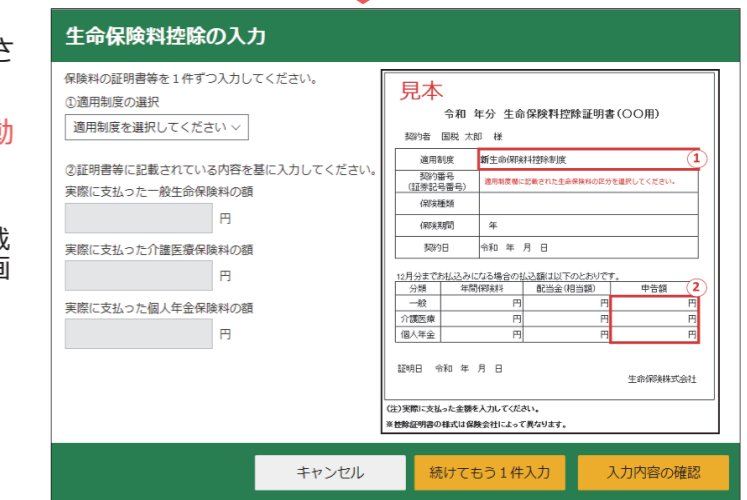 さ
動
画
生命保険料控除の入力
保険料の証明書等を1件ずつ入力してください。
①適用制度の選択
適用制度を選択してください
②証明書等に記載されている内容を基に入力してください。
実際に支払った一般生命保険料の額
円
実際に支払った介護医療保険料の額
円
実際に支払った個人年金保険料の額
円
見本
令和 年分 生命保険料控除証明書(〇〇用)
契約者 国税 太郎 様
適用制度 新生命保険料控除制度 ①
契約番号
(証券記号番号) 適用制度欄に記載された生命保険料の区分を選択してください。
保険種類
保険期間 年
契約日 令和 年 月 日
12月分までお払込みになる場合の払込額は以下のとおりです。
分類 年間保険料 配当金(相当額) 申告額 ②
一般 円 円 円
介護医療 円 円 円
個人年金 円 円 円
証明日 令和 年 月 日
生命保険株式会社
(注)実際に支払った金額を入力してください。
※控除証明書の様式は保険会社によって異なります。
キャンセル 続けてもう1件入力 入力内容の確認